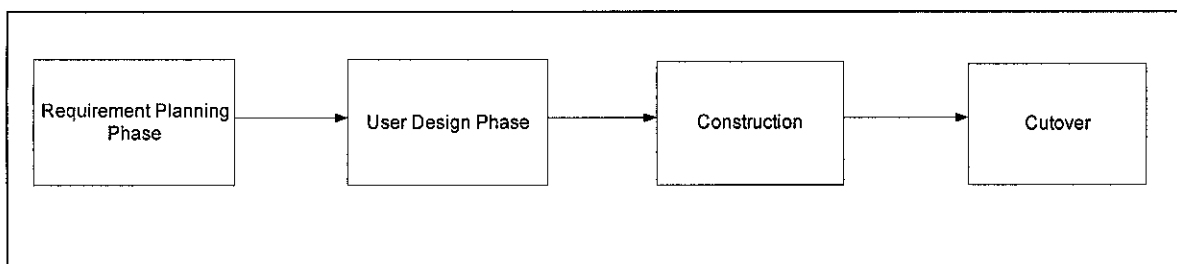 Requirement Planning
Phase
User Design Phase
Construction
Cutover